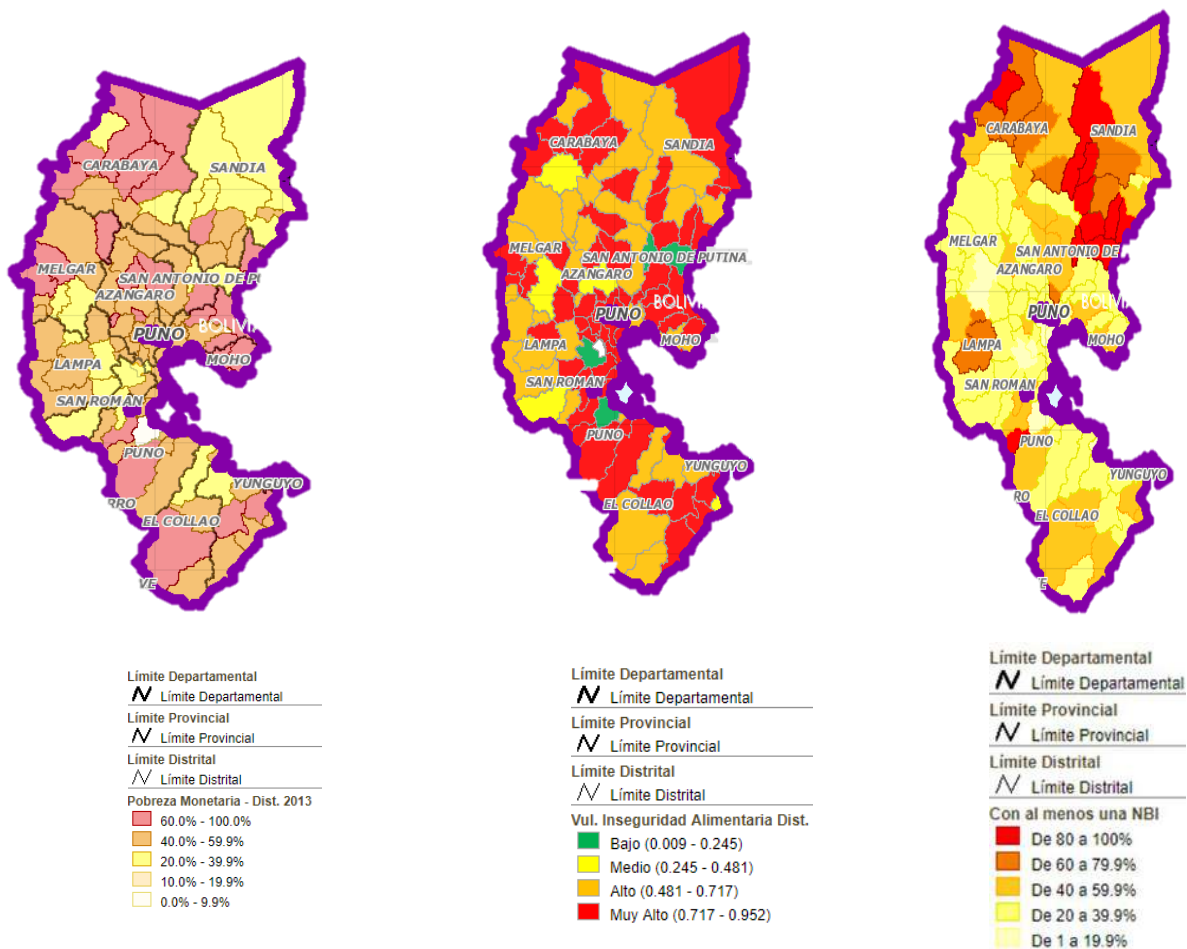 CARABAYA
SANDIA
MELGAR
SAN ANTONIO DE PU
AZANGARO
BOLIVI
PUNO
MOHO
LAMPA
SAN ROMAN
PUNO
YUNGUYO
RRO
EL COLLAO
VE
Límite Departamental
Límite Departamental
Límite Provincial
Límite Provincial
Límite Distrital
Límite Distrital
Pobreza Monetaria - Dist. 2013
60.0% - 100.0%
40.0% - 59.9%
20.0% - 39.9%
10.0% - 19.9%
0.0% - 9.9%
CARABAYA
SANDIA
MELGAR
SAN ANTONIO DE PUTINA
AZANGARO
BOLIVI
PUNO
MOHO
LAMPA
SAN ROMAN
PUNO
YUNGUYO
EL COLLAO
Límite Departamental
Límite Departamental
Límite Provincial
Límite Provincial
Límite Distrital
Límite Distrital
Vul. Inseguridad Alimentaria Dist.
Bajo (0.009 - 0.245)
Medio (0.245 - 0.481)
Alto (0.481 - 0.717)
Muy Alto (0.717 - 0.952)
CARABAYA
SANDIA
MELGAR
SAN ANTONIO DE
AZANGARO
BOLIVI
PUNO
MOHO
LAMPA
SAN ROMAN
PUNO
YUNGUYO
RO
EL COLLAO
Límite Departamental
Límite Departamental
Límite Provincial
Límite Provincial
Límite Distrital
Límite Distrital
Con al menos una NBI
De 80 a 100%
De 60 a 79.9%
De 40 a 59.9%
De 20 a 39.9%
De 1 a 19.9%